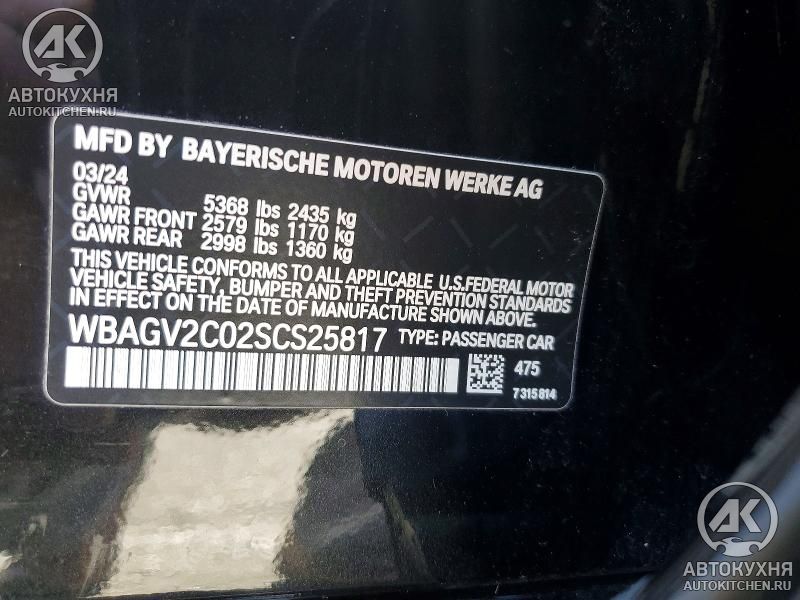 AK
АВТОКУХНЯ
AUTOKITCHEN.RU
MFD BY BAYERISCHE MOTOREN WERKE AG
03/24
GVWR 5368 lbs 2435 kg
GAWR FRONT 2579 lbs 1170 kg
GAWR REAR 2998 lbs 1360 kg
THIS VEHICLE CONFORMS TO ALL APPLICABLE U.S.FEDERAL MOTOR
VEHICLE SAFETY, BUMPER AND THEFT PREVENTION STANDARDS
IN EFFECT ON THE DATE OF MANUFACTURE SHOWN ABOVE.
WBAGV2C02SCS25817 TYPE: PASSENGER CAR
475
7315814
AK
АВТОКУХНЯ
AUTOKITCHEN.RU